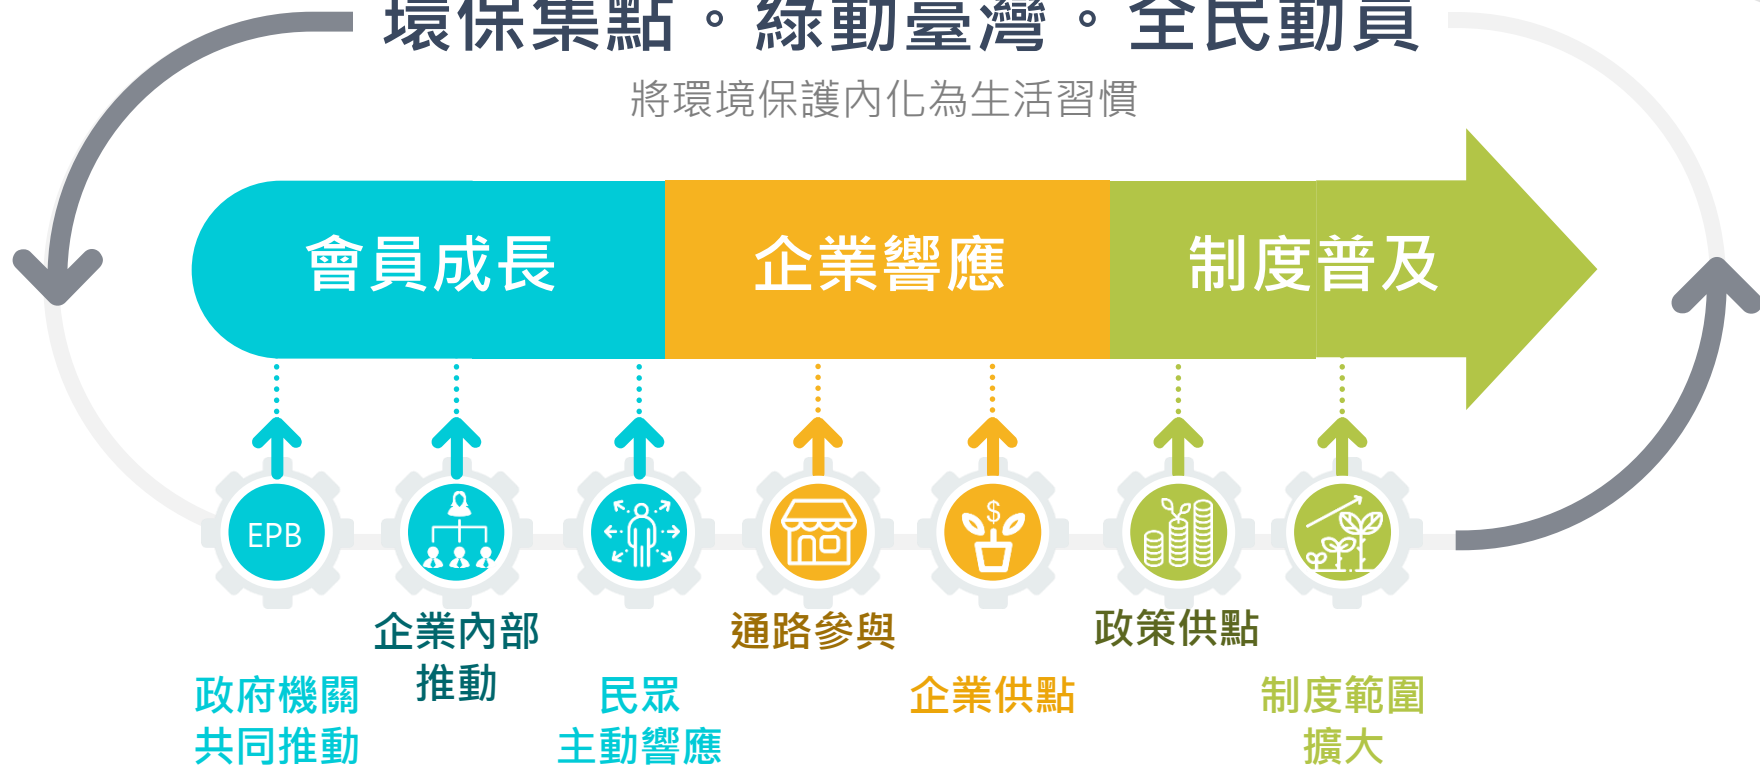 環保集點。綠動臺灣。全民動員
將環境保護內化為生活習慣
會員成長
企業響應
制度普及
EPB
$
政府機關
共同推動
企業內部
推動
民眾
主動響應
通路參與
企業供點
政策供點
制度範圍
擴大